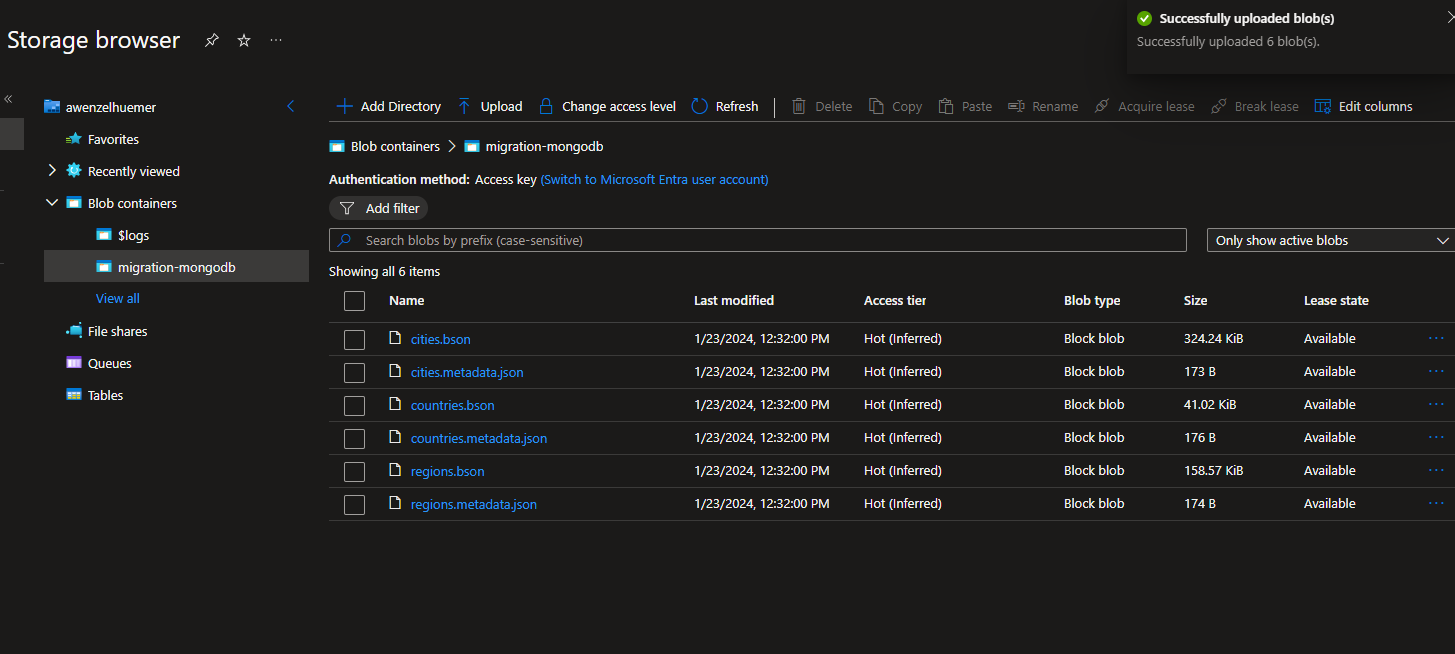 Successfully uploaded blob(s)
Successfully uploaded 6 blob(s).
Storage browser
awenzelhuemer
Favorites
Recently viewed
Blob containers
$logs
migration-mongodb
View all
File shares
Queues
Tables
Add Directory Upload Change access level Refresh Delete Copy Paste Rename Acquire lease Break lease Edit columns
Blob containers > migration-mongodb
Authentication method: Access key (Switch to Microsoft Entra user account)
Add filter
Search blobs by prefix (case-sensitive) Only show active blobs
Showing all 6 items
Name Last modified Access tier Blob type Size Lease state
cities.bson 1/23/2024, 12:32:00 PM Hot (Inferred) Block blob 324.24 KiB Available
cities.metadata.json 1/23/2024, 12:32:00 PM Hot (Inferred) Block blob 173 B Available
countries.bson 1/23/2024, 12:32:00 PM Hot (Inferred) Block blob 41.02 KiB Available
countries.metadata.json 1/23/2024, 12:32:00 PM Hot (Inferred) Block blob 176 B Available
regions.bson 1/23/2024, 12:32:00 PM Hot (Inferred) Block blob 158.57 KiB Available
regions.metadata.json 1/23/2024, 12:32:00 PM Hot (Inferred) Block blob 174 B Available